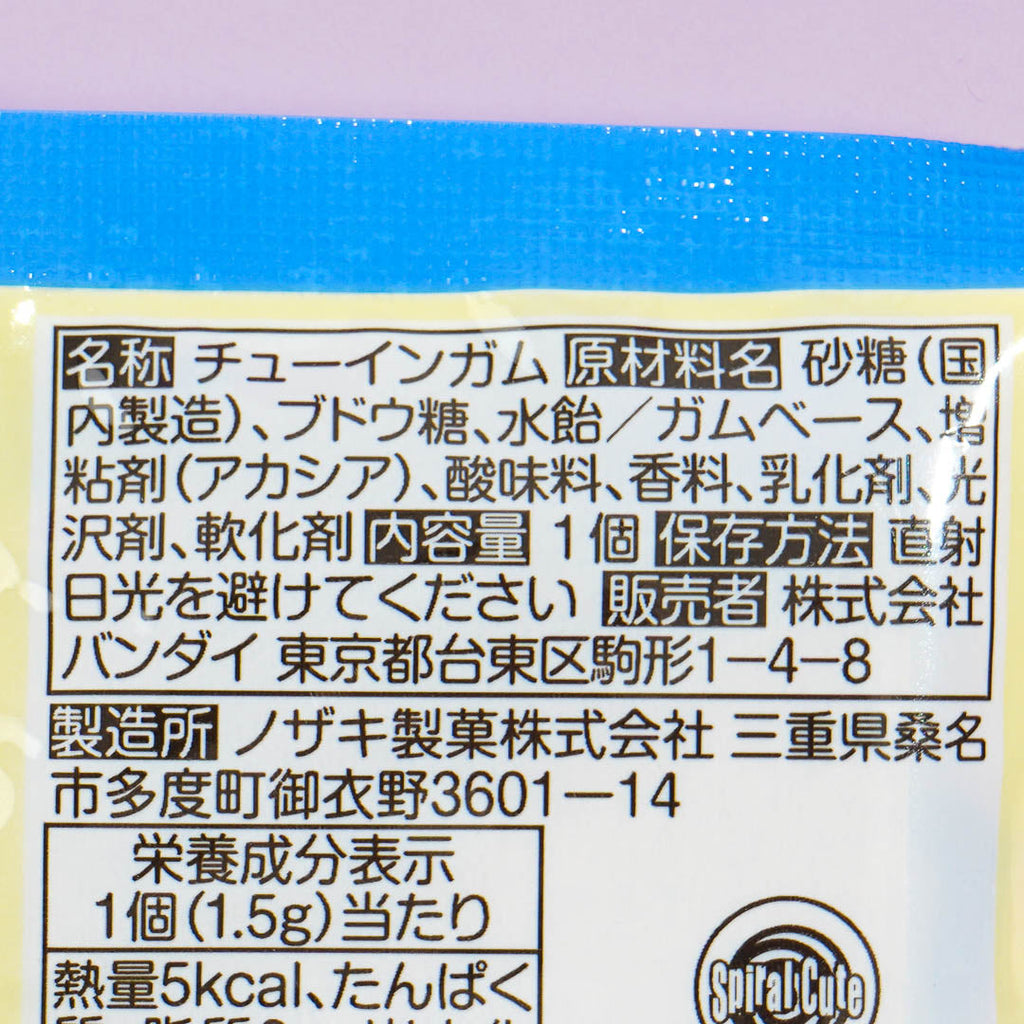 名称 チューインガム 原材料名 砂糖(国
内製造)、ブドウ糖、水飴/ガムベース、増
粘剤(アカシア)、酸味料、香料、乳化剤、光
沢剤、軟化剤 内容量 1個 保存方法 直射
日光を避けてください 販売者 株式会社
バンダイ 東京都台東区駒形1-4-8
製造所 ノザキ製菓株式会社 三重県桑名
市多度町御衣野3601-14
栄養成分表示
1個(1.5g)当たり
熱量5kcal、たんぱく
Spiral Cute